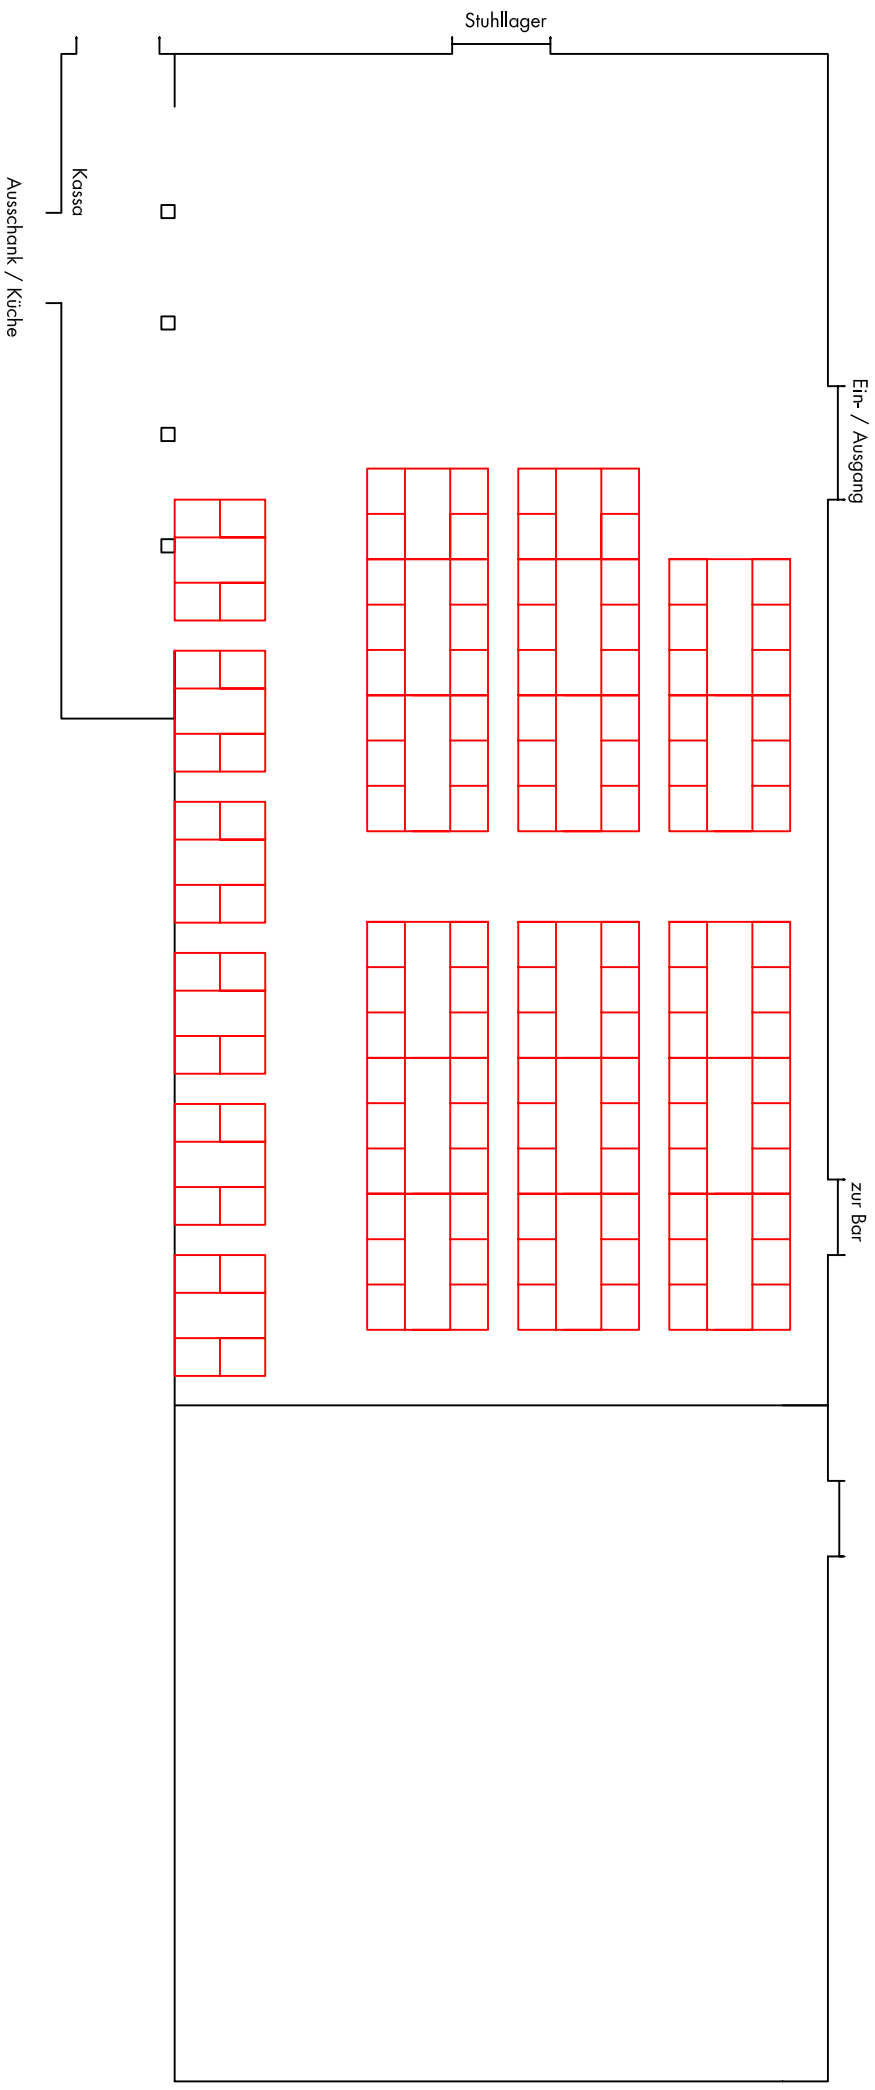 Stuhllager
Kassa
Ausschank / Küche
Ein- / Ausgang
zur Bar